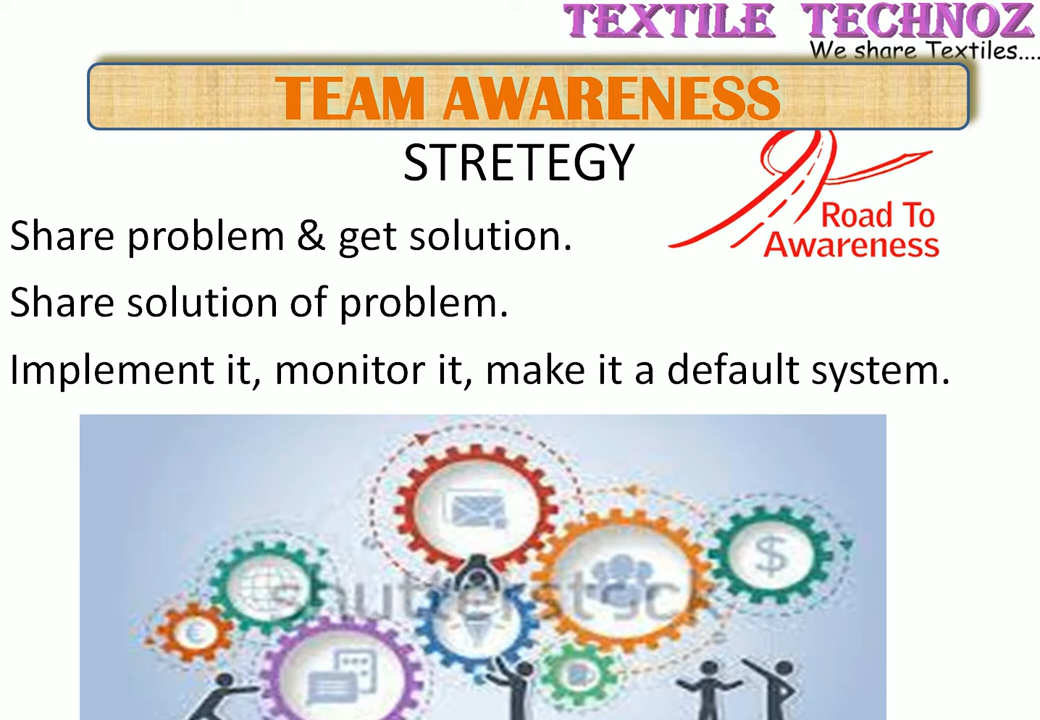 TEXTILE TECHNOZ
We share Textiles....
TEAM AWARENESS
STRETEGY
Road To
Awareness
Share problem & get solution.
Share solution of problem.
Implement it, monitor it, make it a default system.
shutterstock
$
€